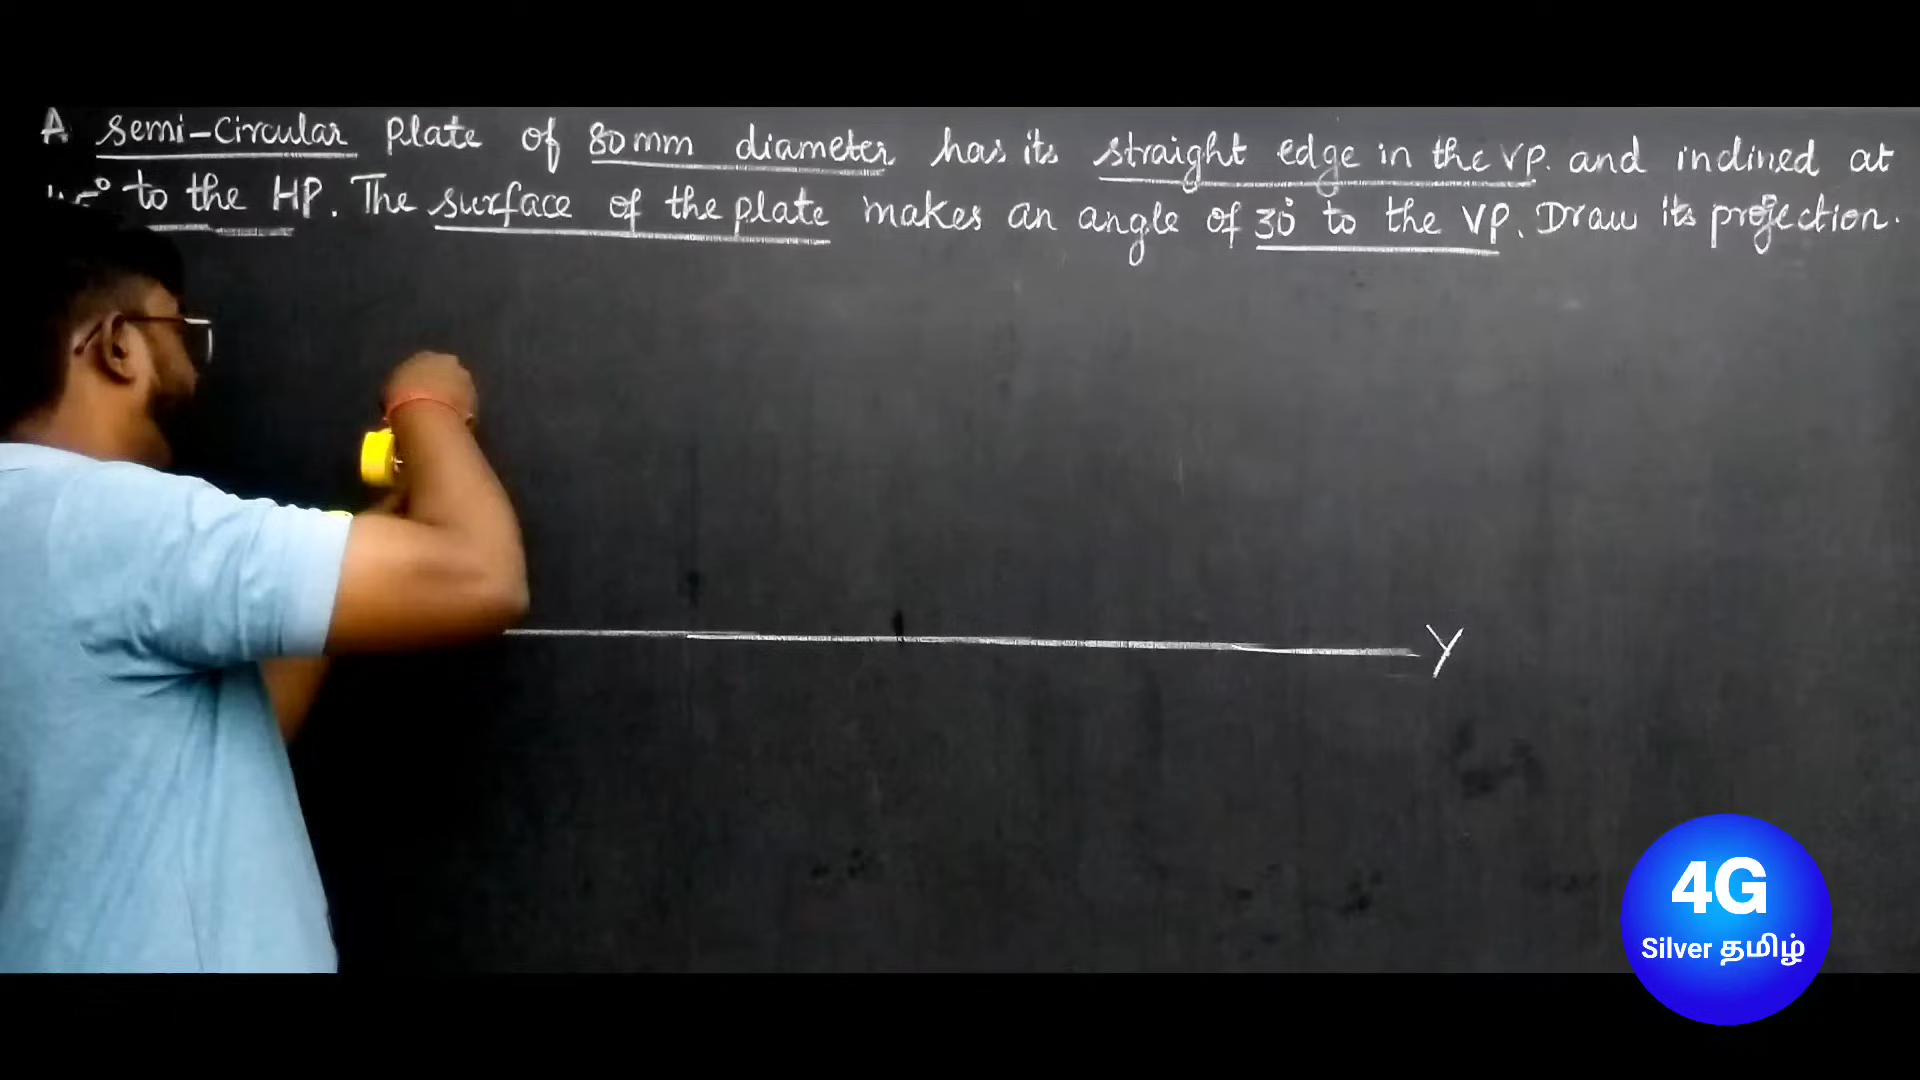 A semi-circular plate of 80mm diameter has its straight edge in the VP. and inclined at
to the HP. The surface of the plate makes an angle of 30° to the VP. Draw its projection.
Y
4G
Silver தமிழ்